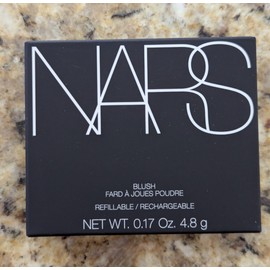 NARS
BLUSH
FARD À JOUES POUDRE
REFILLABLE / RECHARGEABLE
NET WT. 0.17 Oz. 4.8 g